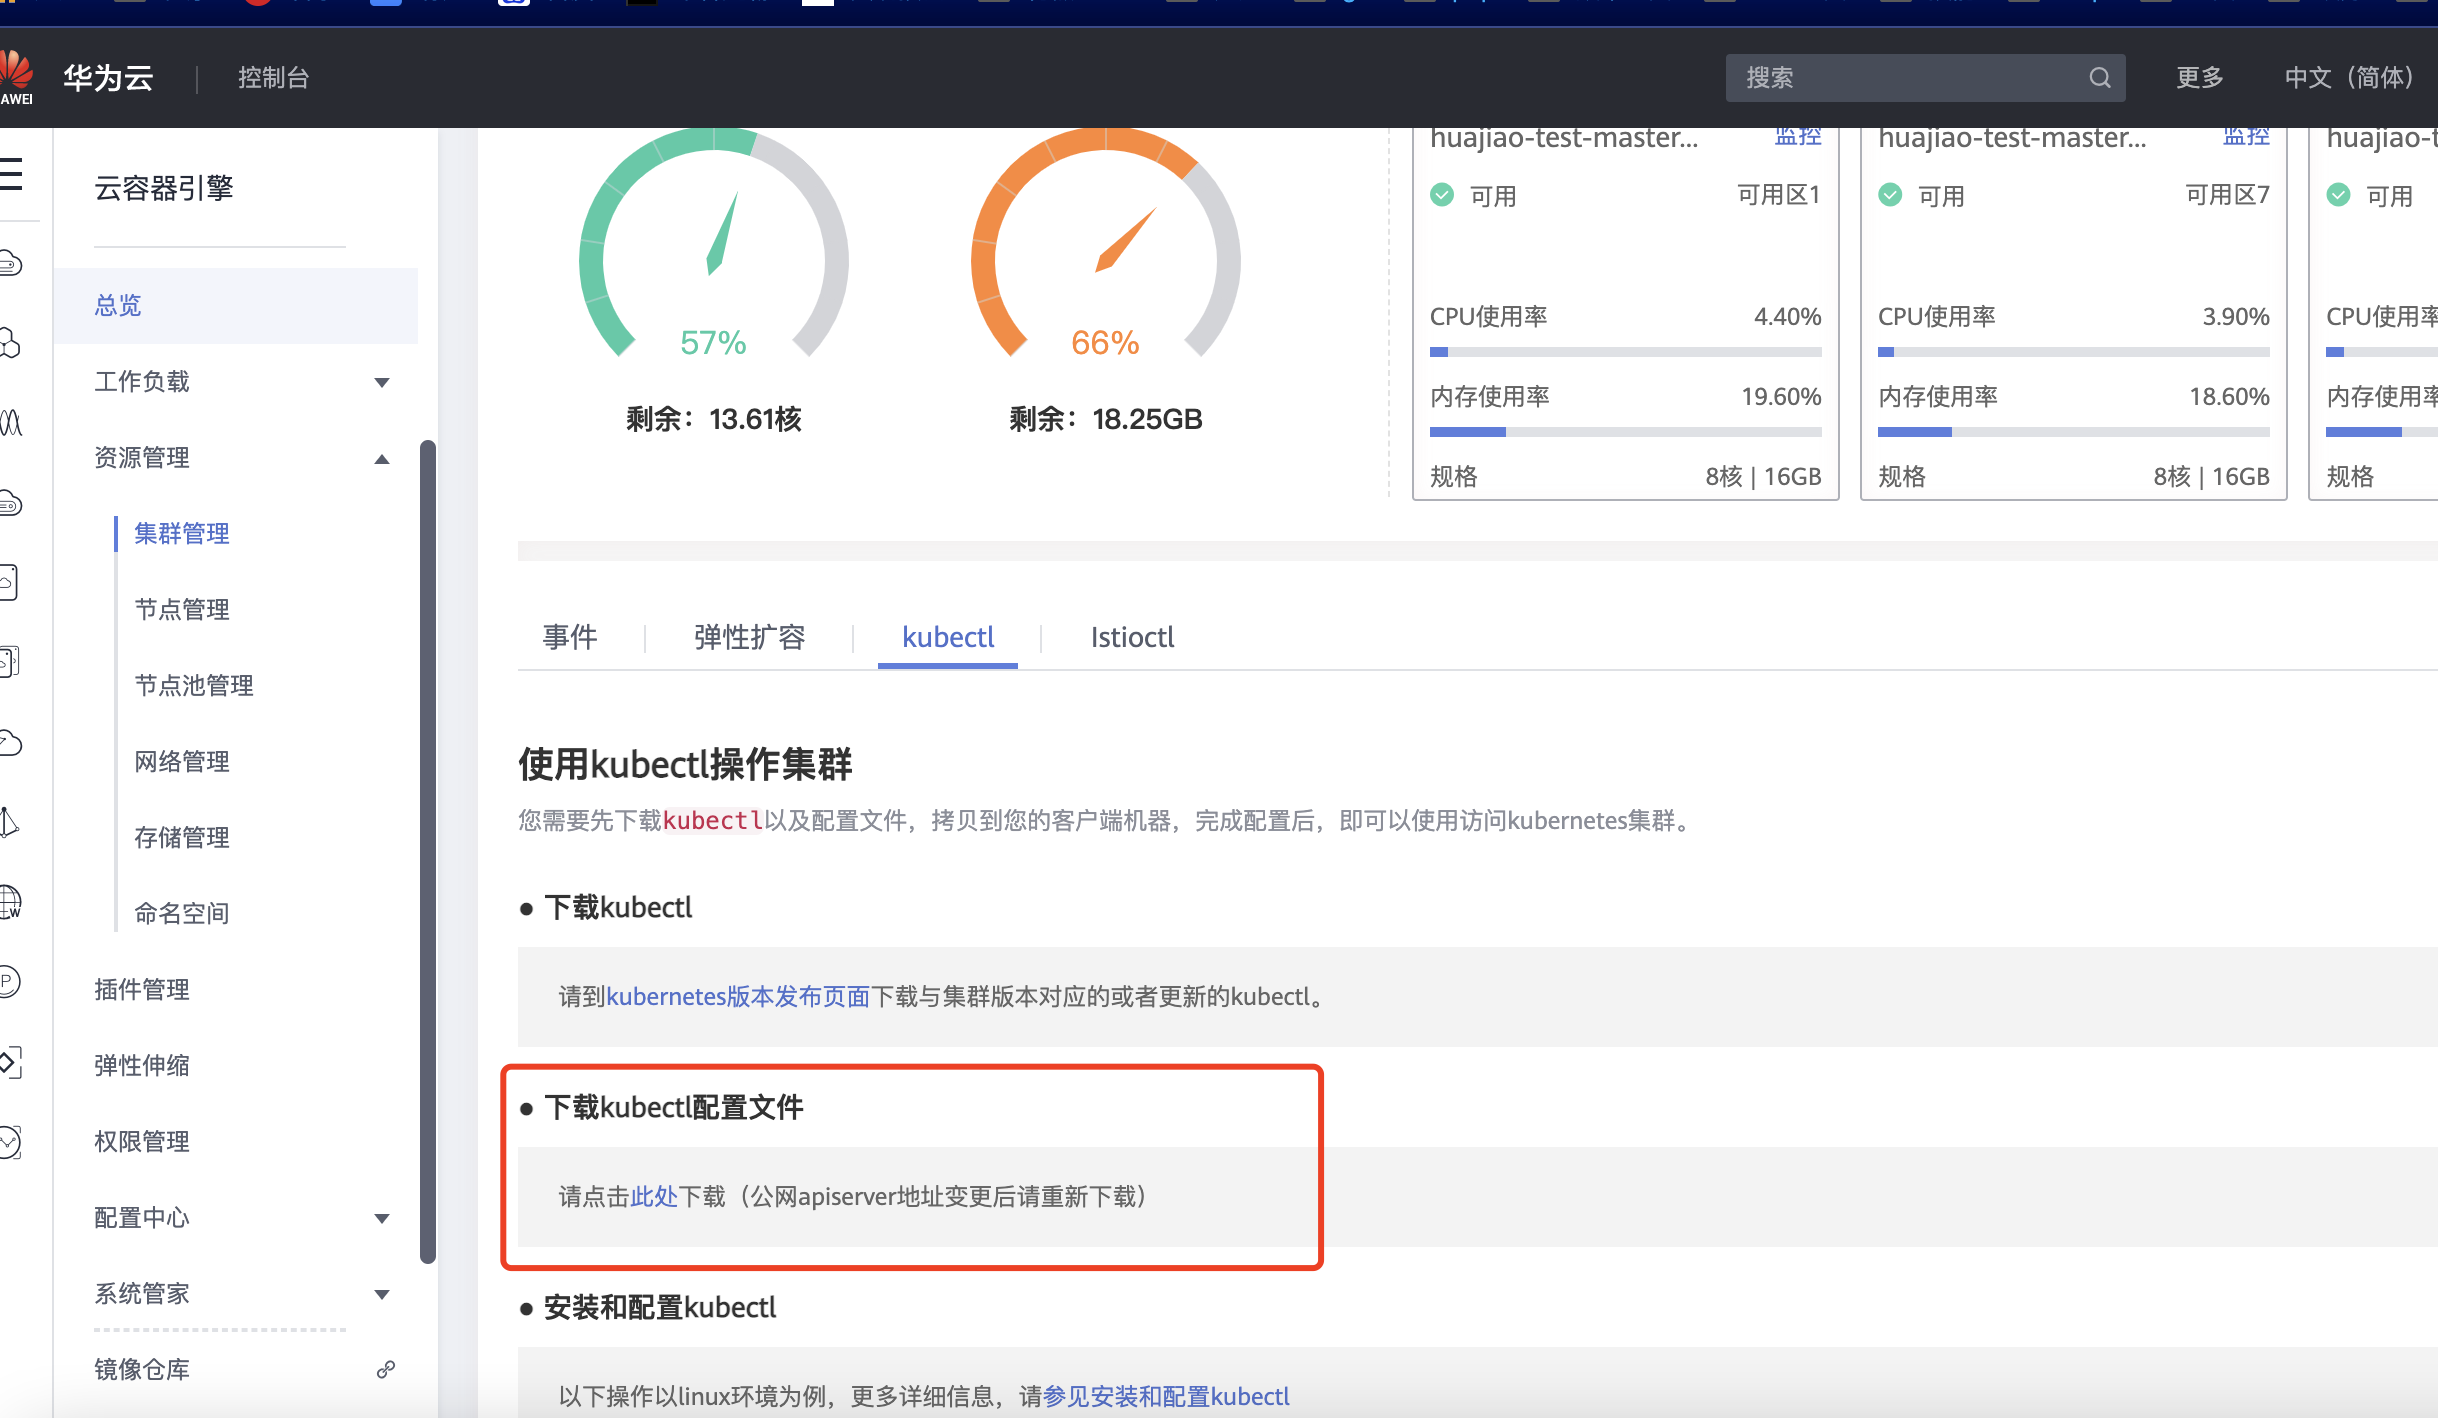 华为云
控制台
搜索
更多
中文（简体）
AWEI
云容器引擎
总览
工作负载
资源管理
集群管理
节点管理
节点池管理
网络管理
存储管理
命名空间
插件管理
弹性伸缩
权限管理
配置中心
系统管家
镜像仓库
57%
剩余：13.61核
66%
剩余：18.25GB
huajiao-test-master... 监控
可用 可用区1
CPU使用率 4.40%
内存使用率 19.60%
规格 8核 | 16GB
huajiao-test-master... 监控
可用 可用区7
CPU使用率 3.90%
内存使用率 18.60%
规格 8核 | 16GB
huajiao-t
可用
CPU使用率
内存使用率
规格
事件 弹性扩容 kubectl Istioctl
使用kubectl操作集群
您需要先下载kubectl以及配置文件，拷贝到您的客户端机器，完成配置后，即可以使用访问kubernetes集群。
● 下载kubectl
请到kubernetes版本发布页面下载与集群版本对应的或者更新的kubectl。
● 下载kubectl配置文件
请点击此处下载（公网apiserver地址变更后请重新下载）
● 安装和配置kubectl
以下操作以linux环境为例，更多详细信息，请参见安装和配置kubectl